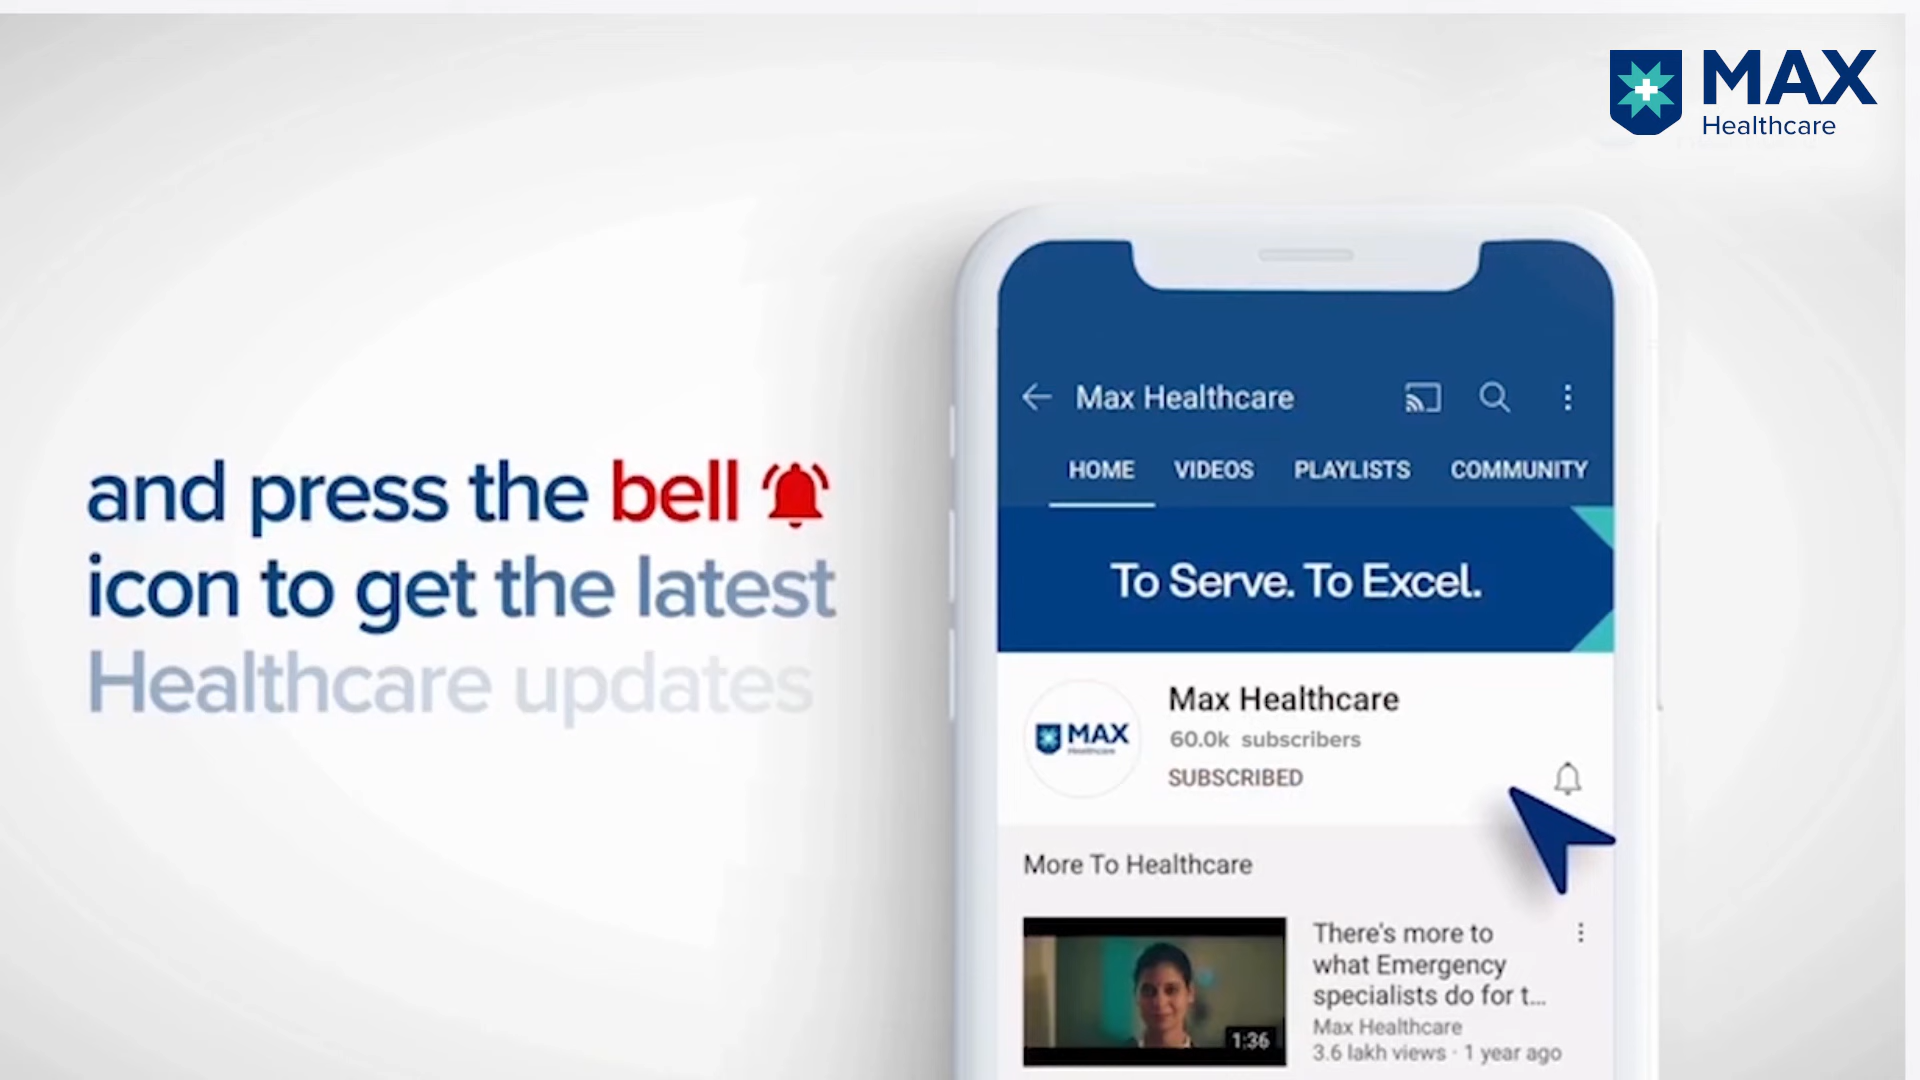 MAX
Healthcare
and press the bell
icon to get the latest
Healthcare updates
Max Healthcare
HOME VIDEOS PLAYLISTS COMMUNITY
To Serve. To Excel.
MAX
Healthcare
Max Healthcare
60.0k subscribers
SUBSCRIBED
More To Healthcare
There's more to
what Emergency
specialists do for t...
Max Healthcare
3.6 lakh views · 1 year ago
1:36